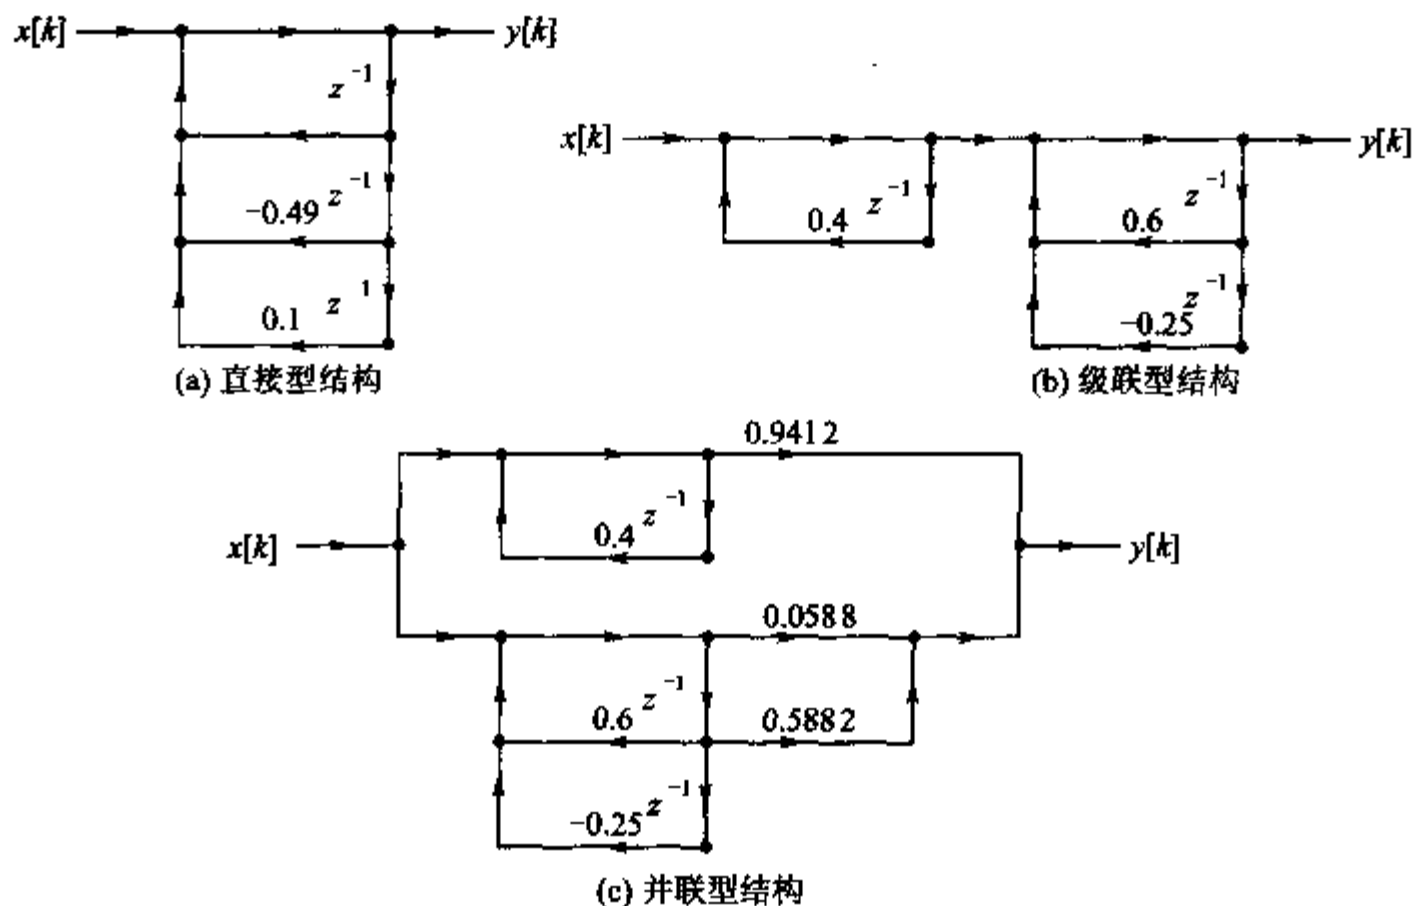 x[k] y[k]
z⁻¹
-0.49 z⁻¹
0.1 z ¹
(a) 直接型结构
x[k] y[k]
0.4 z⁻¹
0.6 z⁻¹
-0.25 z⁻¹
(b) 级联型结构
x[k] y[k]
0.9412
0.4 z⁻¹
0.0588
0.6 z⁻¹
0.5882
-0.25 z⁻¹
(c) 并联型结构